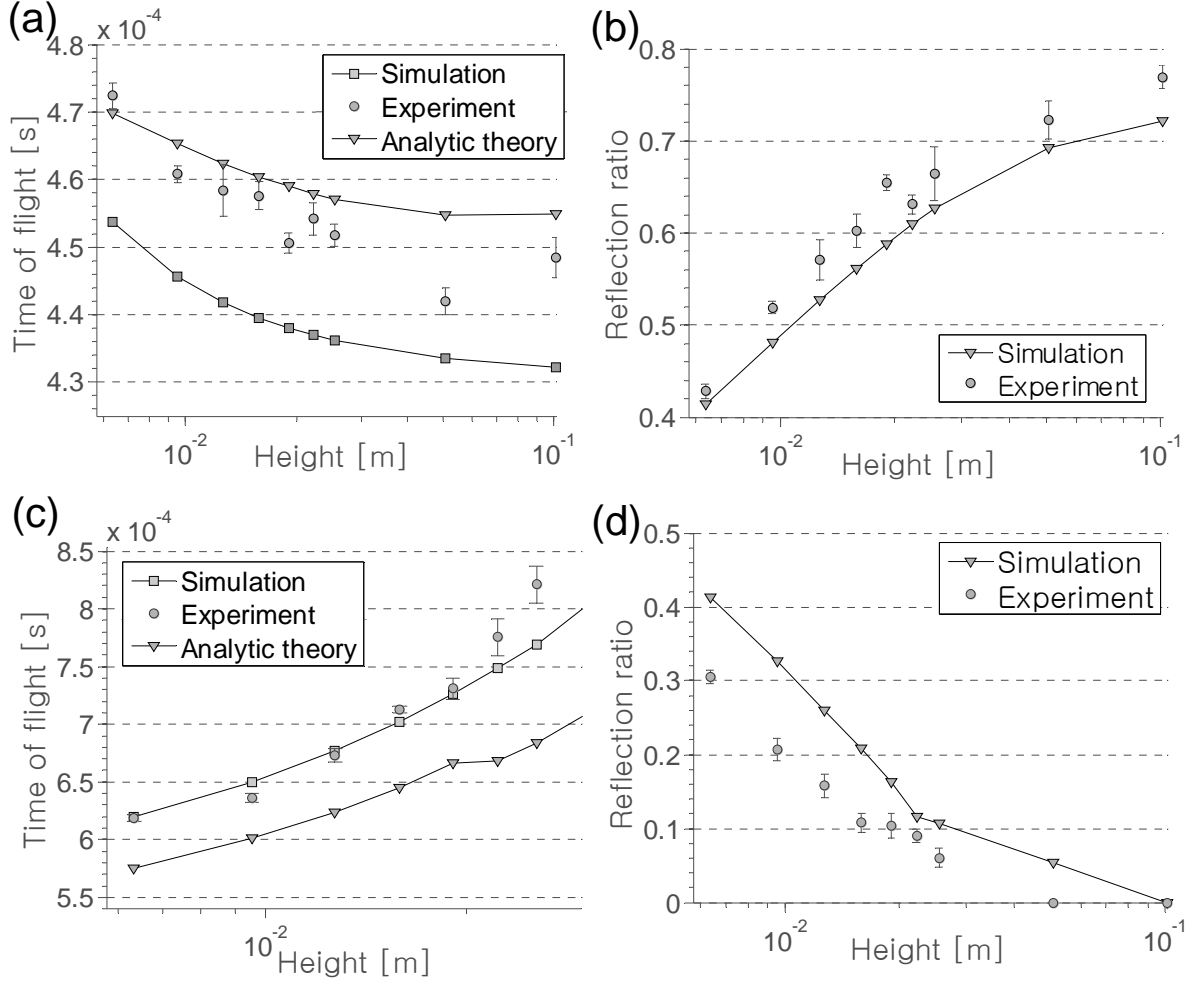 (a)
x 10-4
4.8
4.7
4.6
4.5
4.4
4.3
Time of flight [s]
Simulation
Experiment
Analytic theory
10-2
10-1
Height [m]
(b)
0.8
0.7
0.6
0.5
0.4
Reflection ratio
Simulation
Experiment
10-2
10-1
Height [m]
(c)
x 10-4
8.5
8
7.5
7
6.5
6
5.5
Time of flight [s]
Simulation
Experiment
Analytic theory
10-2
Height [m]
(d)
0.5
0.4
0.3
0.2
0.1
0
Reflection ratio
Simulation
Experiment
10-2
10-1
Height [m]